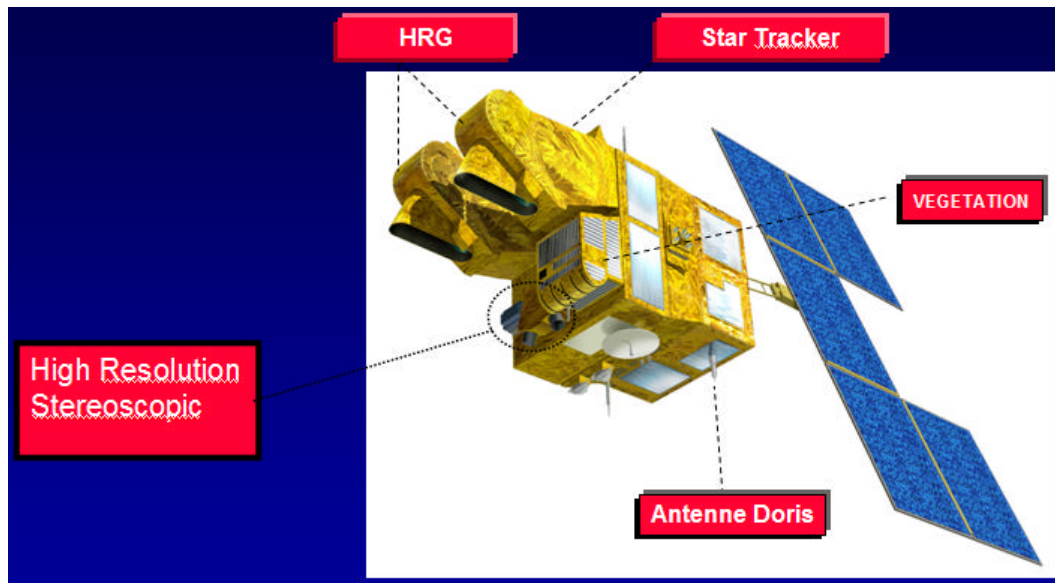 HRG
Star Tracker
VEGETATION
High Resolution
Stereoscopic
Antenne Doris